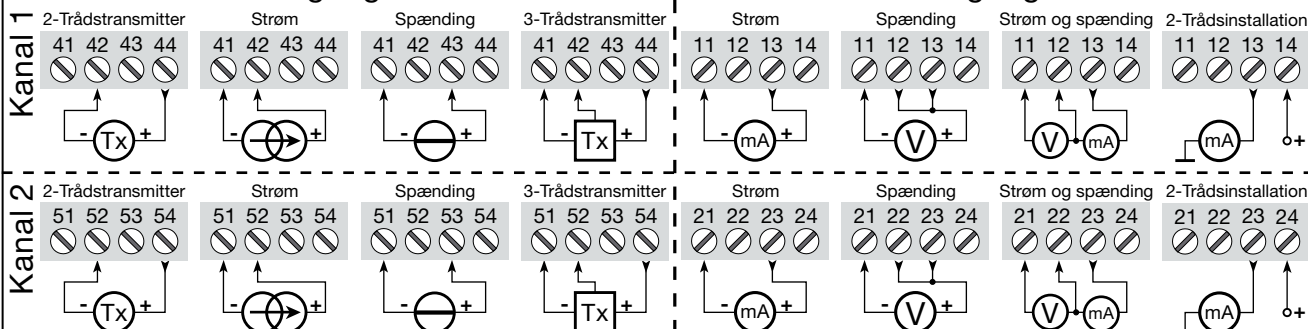 Kanal 1
2-Trådstransmitter Strøm Spænding 3-Trådstransmitter Strøm Spænding Strøm og spænding 2-Trådsinstallation
41 42 43 44 41 42 43 44 41 42 43 44 41 42 43 44 11 12 13 14 11 12 13 14 11 12 13 14 11 12 13 14
- Tx + - + - + - Tx + - mA + - V + V mA mA +
Kanal 2
2-Trådstransmitter Strøm Spænding 3-Trådstransmitter Strøm Spænding Strøm og spænding 2-Trådsinstallation
51 52 53 54 51 52 53 54 51 52 53 54 51 52 53 54 21 22 23 24 21 22 23 24 21 22 23 24 21 22 23 24
- Tx + - + - + - Tx + - mA + - V + V mA mA +